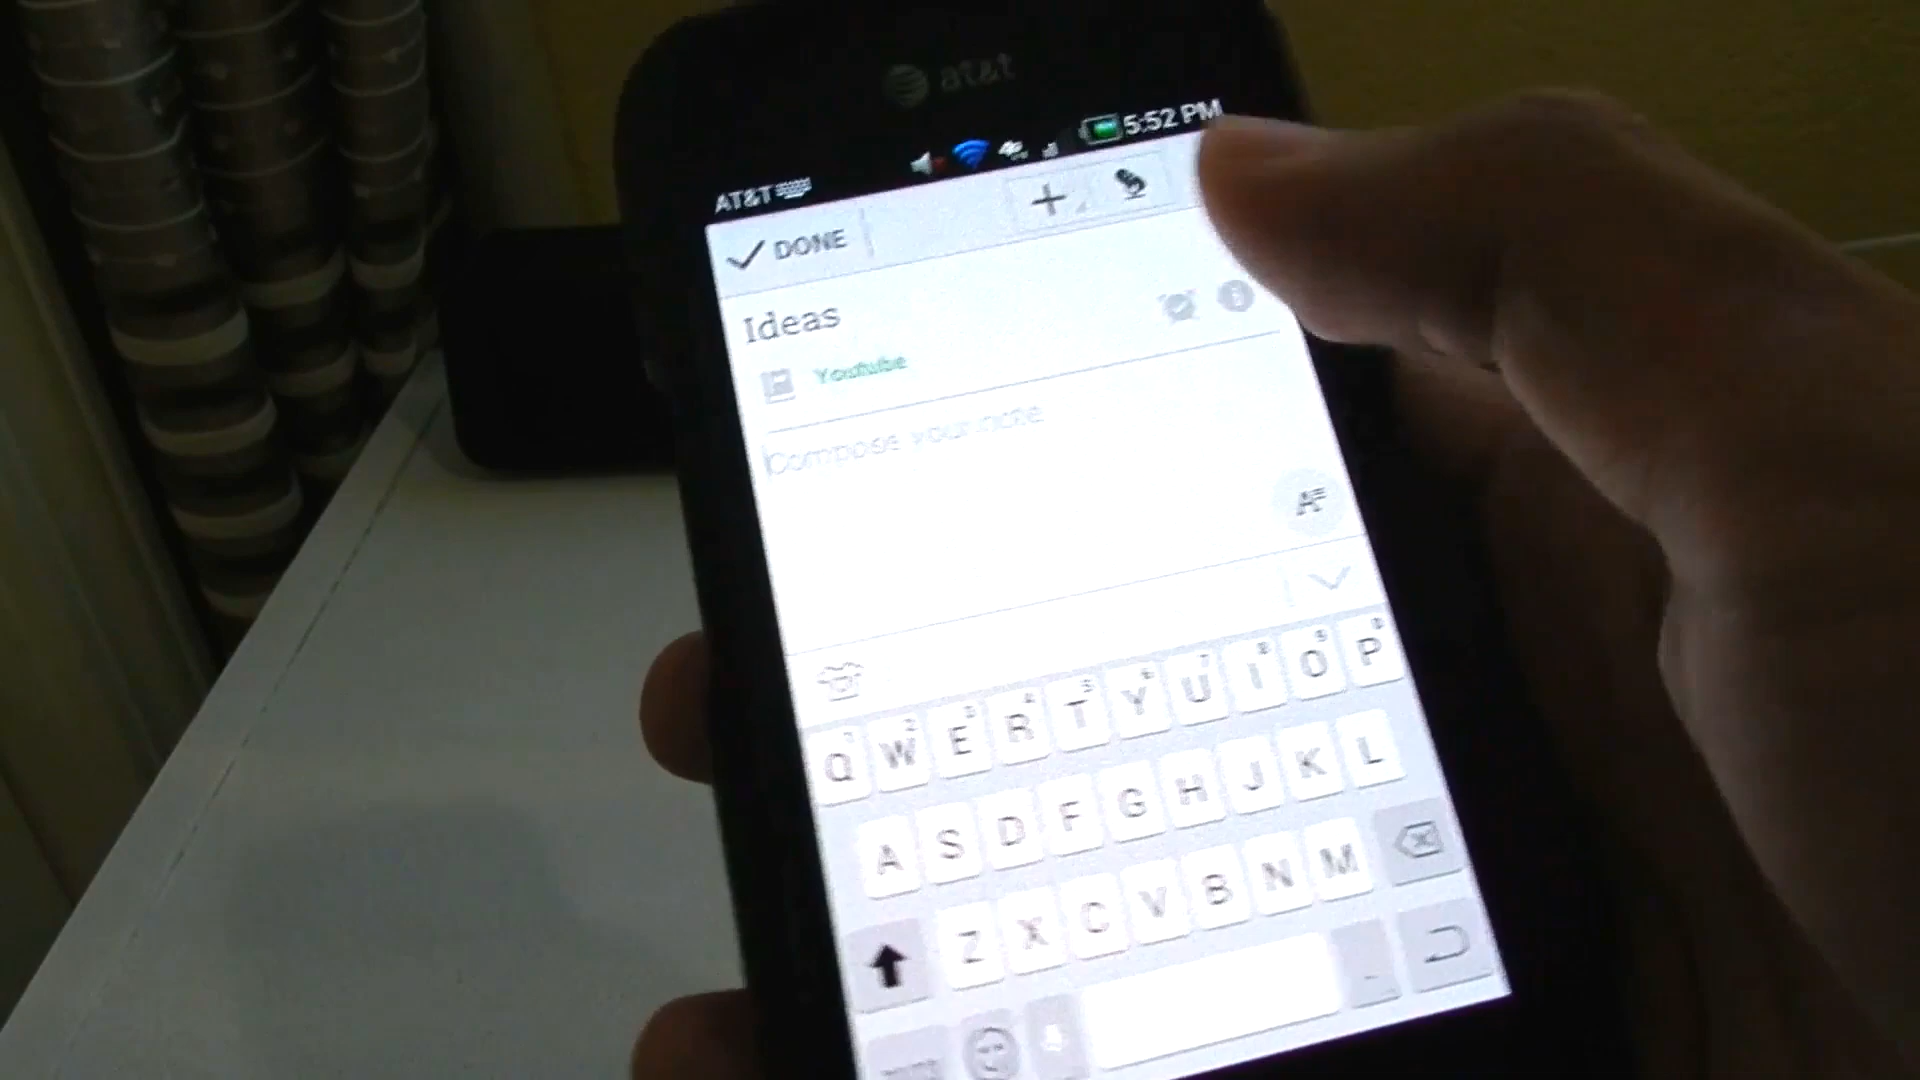 at&t
5:52 PM
AT&T
DONE
Ideas
Youtube
Compose your note
A
Q W E R T Y U I O P
A S D F G H J K L
Z X C V B N M